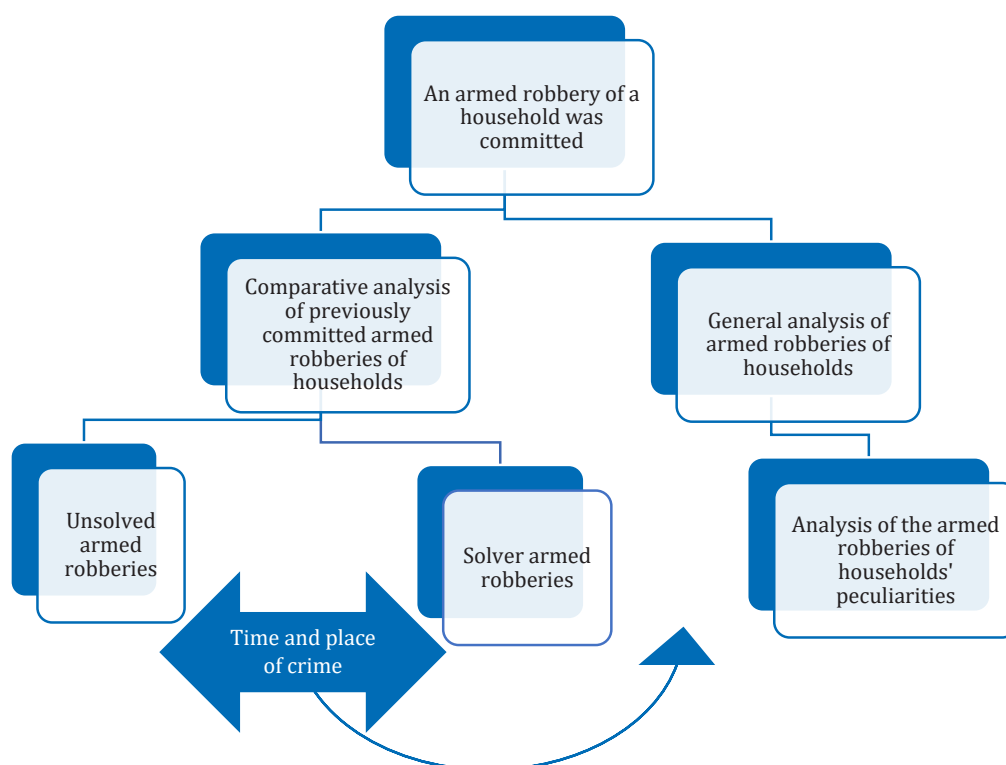 An armed robbery of a
household was
committed
Comparative analysis
of previously
committed armed
robberies of
households
General analysis of
armed robberies of
households
Unsolved
armed
robberies
Solver armed
robberies
Analysis of the armed
robberies of
households'
peculiarities
Time and place
of crime